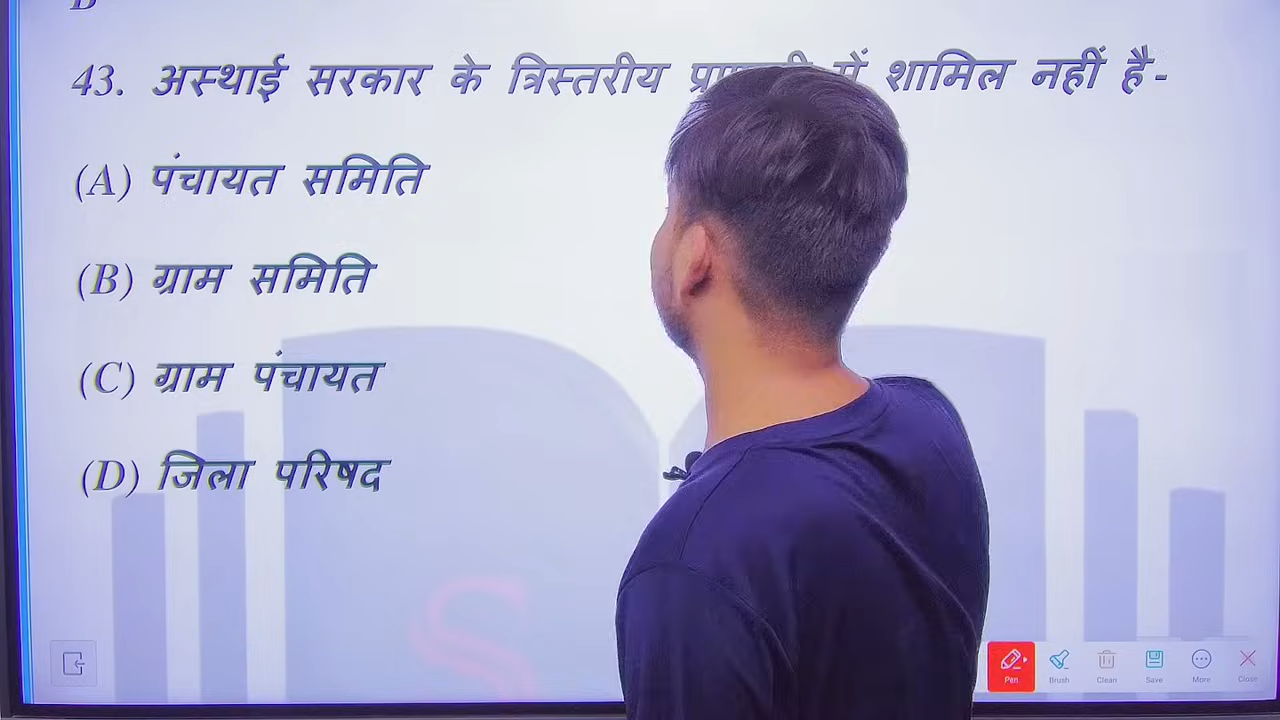 43. अस्थाई सरकार के त्रिस्तरीय में शामिल नहीं है-
(A) पंचायत समिति
(B) ग्राम समिति
(C) ग्राम पंचायत
(D) जिला परिषद
S
Pen
Brush
Clean
Save
More
Close